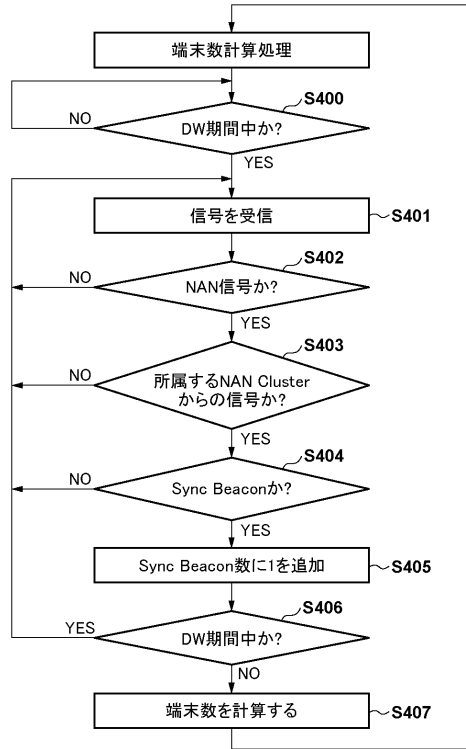 端末数計算処理
S400
NO
DW期間中か?
YES
信号を受信
S401
S402
NO
NAN信号か?
YES
S403
NO
所属するNAN Cluster
からの信号か?
YES
S404
NO
Sync Beaconか?
YES
Sync Beacon数に1を追加
S405
S406
YES
DW期間中か?
NO
端末数を計算する
S407